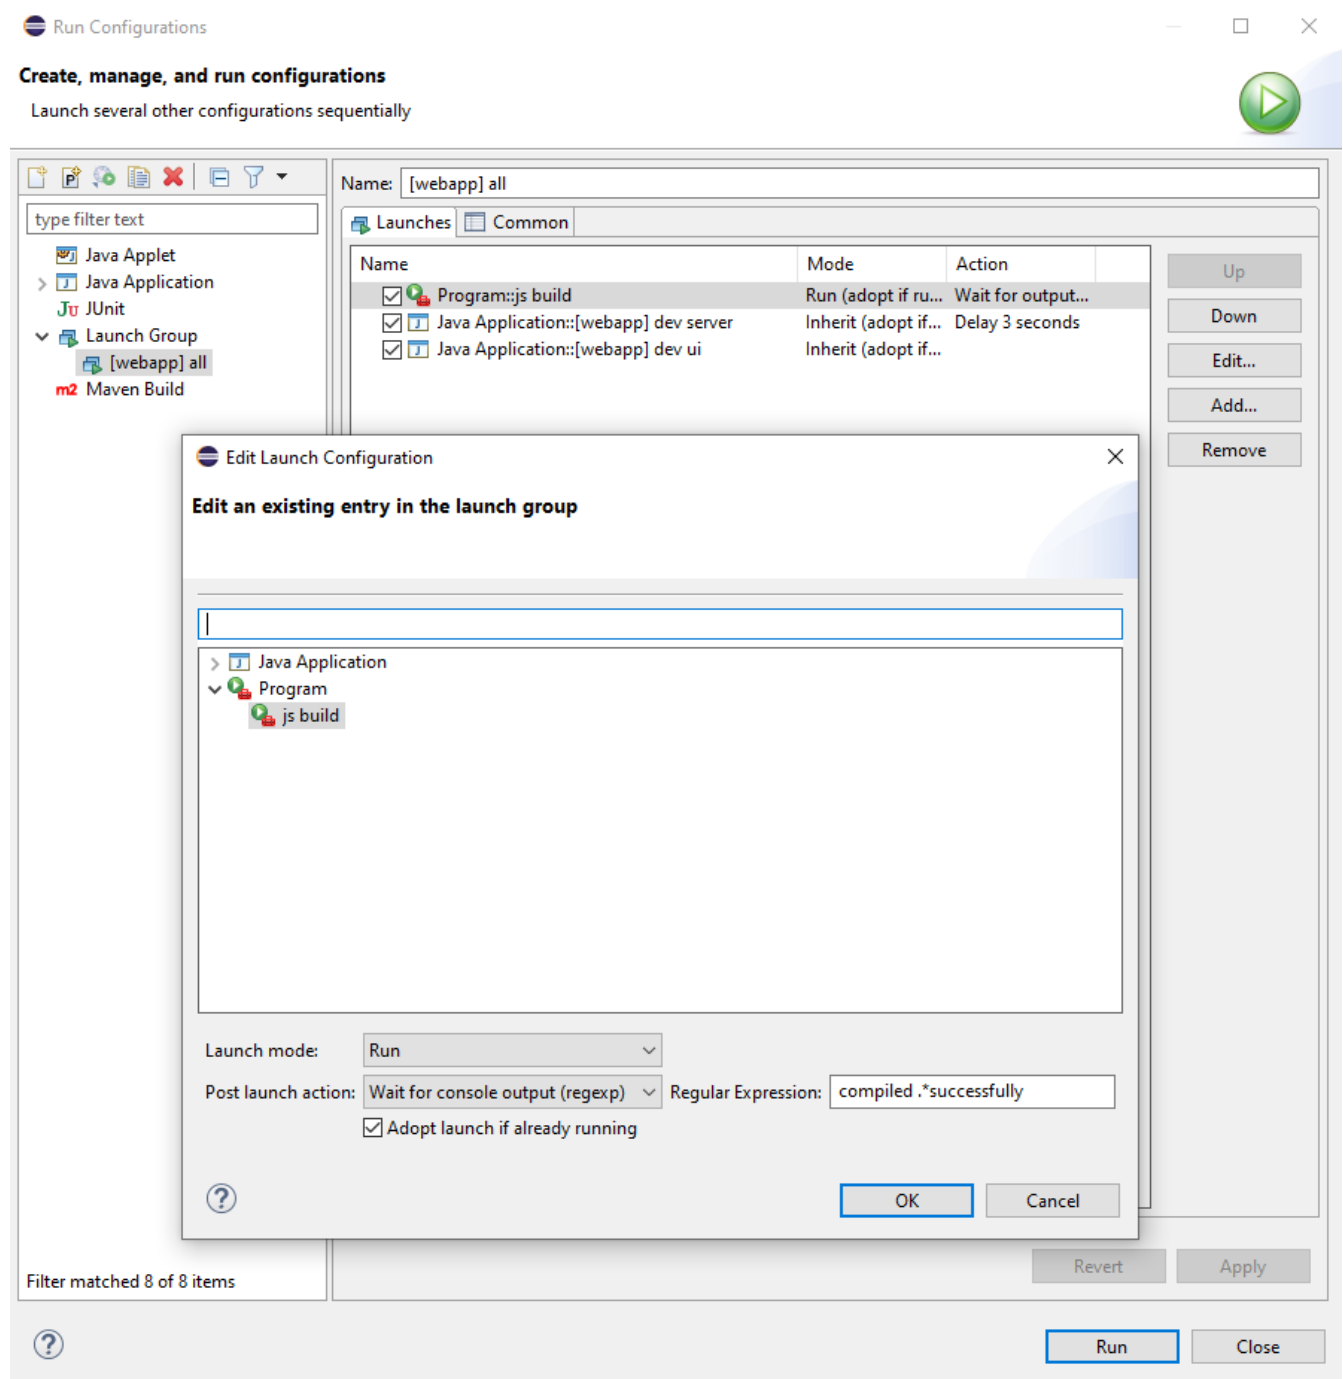 Run Configurations
Create, manage, and run configurations
Launch several other configurations sequentially
type filter text
Java Applet
Java Application
Ju JUnit
Launch Group
[webapp] all
m2 Maven Build
Filter matched 8 of 8 items
Name: [webapp] all
Launches Common
Name Mode Action
Program::js build Run (adopt if ru... Wait for output...
Java Application::[webapp] dev server Inherit (adopt if... Delay 3 seconds
Java Application::[webapp] dev ui Inherit (adopt if...
Up
Down
Edit...
Add...
Remove
Edit Launch Configuration
Edit an existing entry in the launch group
Java Application
Program
js build
Launch mode: Run
Post launch action: Wait for console output (regexp) Regular Expression: compiled .*successfully
Adopt launch if already running
? OK Cancel
Revert Apply
? Run Close